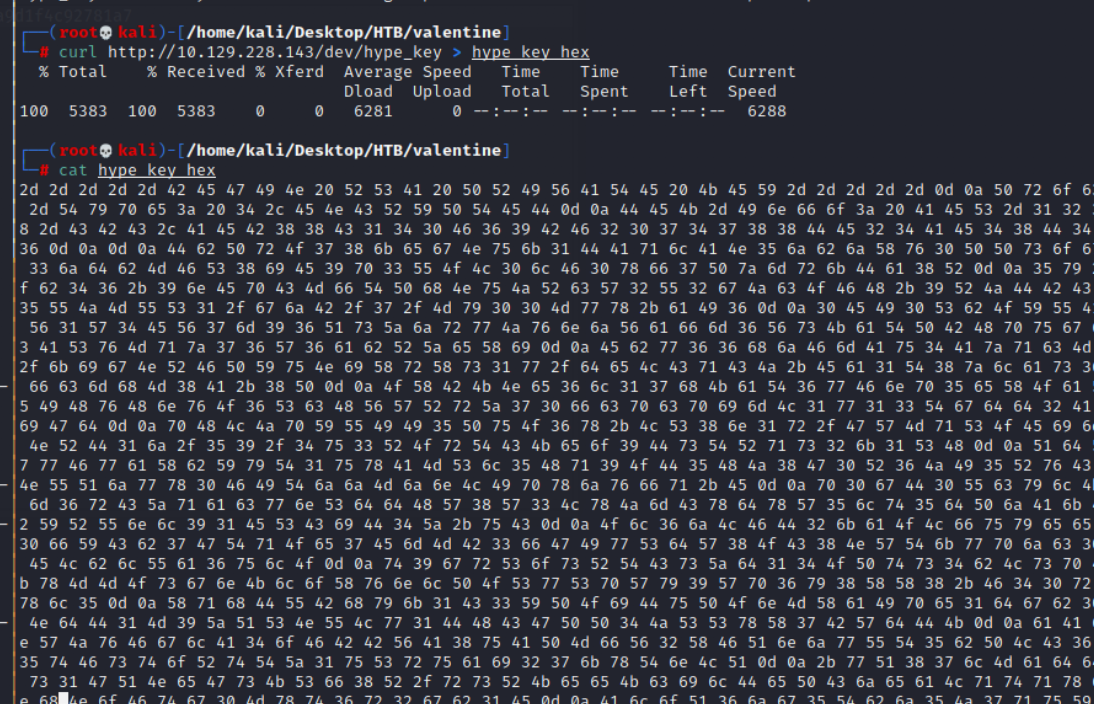 a9d1f4c92781a7
┌──(root💀kali)-[/home/kali/Desktop/HTB/valentine]
└─# curl http://10.129.228.143/dev/hype_key > hype_key_hex
% Total % Received % Xferd Average Speed Time Time Time Current
Dload Upload Total Spent Left Speed
100 5383 100 5383 0 0 6281 0 --:--:-- --:--:-- --:--:-- 6288
┌──(root💀kali)-[/home/kali/Desktop/HTB/valentine]
└─# cat hype_key_hex
2d 2d 2d 2d 2d 42 45 47 49 4e 20 52 53 41 20 50 52 49 56 41 54 45 20 4b 45 59 2d 2d 2d 2d 2d 0d 0a 50 72 6f 6
2d 54 79 70 65 3a 20 34 2c 45 4e 43 52 59 50 54 45 44 0d 0a 44 45 4b 2d 49 6e 66 6f 3a 20 41 45 53 2d 31 32
8 2d 43 42 43 2c 41 45 42 38 38 43 31 34 30 46 36 39 42 46 32 30 37 34 37 38 38 44 45 32 34 41 45 34 38 44 34
36 0d 0a 0d 0a 44 62 50 72 4f 37 38 6b 65 67 4e 75 6b 31 44 41 71 6c 41 4e 35 6a 62 6a 58 76 30 50 50 73 6f 6
33 6a 64 62 4d 46 53 38 69 45 39 70 33 55 4f 4c 30 6c 46 30 78 66 37 50 7a 6d 72 6b 44 61 38 52 0d 0a 35 79
f 62 34 36 2b 39 6e 45 70 43 4d 66 54 50 68 4e 75 4a 52 63 57 32 55 32 67 4a 63 4f 46 48 2b 39 52 4a 44 42 43
35 55 4a 4d 55 53 31 2f 67 6a 42 2f 37 2f 4d 79 30 30 4d 77 78 2b 61 49 36 0d 0a 30 45 49 30 53 62 4f 59 55 4
56 31 57 34 45 56 37 6d 39 36 51 73 5a 6a 72 77 4a 76 6e 6a 56 61 66 6d 36 56 73 4b 61 54 50 42 48 70 75 67
3 41 53 76 4d 71 7a 37 36 57 36 61 62 52 5a 65 58 69 0d 0a 45 62 77 36 36 68 6a 46 6d 41 75 34 41 7a 71 63 4d
2f 6b 69 67 4e 52 46 50 59 75 4e 69 58 72 58 73 31 77 2f 64 65 4c 43 71 43 4a 2b 45 61 31 54 38 7a 6c 61 73 3
66 63 6d 68 4d 38 41 2b 38 50 0d 0a 4f 58 42 4b 4e 65 36 6c 31 37 68 4b 61 54 36 77 46 6e 70 35 65 58 4f 61
5 49 48 76 48 6e 76 4f 36 53 63 48 56 57 52 72 5a 37 30 66 63 70 63 70 69 6d 4c 31 77 31 33 54 67 64 64 32 41
69 47 64 0d 0a 70 48 4c 4a 70 59 55 49 49 35 50 75 4f 36 78 2b 4c 53 38 6e 31 72 2f 47 57 4d 71 53 4f 45 69 6
4e 52 44 31 6a 2f 35 39 2f 34 75 33 52 4f 72 54 43 4b 65 6f 39 44 73 54 52 71 73 32 6b 31 53 48 0d 0a 51 64
7 77 46 77 61 58 62 59 79 54 31 75 78 41 4d 53 6c 35 48 71 39 4f 44 35 48 4a 38 47 30 52 36 4a 49 35 52 76 43
4e 55 51 6a 77 78 30 46 49 54 6a 6a 4d 6a 6e 4c 49 70 78 6a 76 66 71 2b 45 0d 0a 70 30 67 44 30 55 63 79 6c 4
6d 36 72 43 5a 71 61 63 77 6e 53 64 64 48 57 38 57 33 4c 78 4a 6d 43 78 64 78 57 35 6c 74 35 64 50 6a 41 6b
2 59 52 55 6e 6c 39 31 45 53 43 69 44 34 5a 2b 75 43 0d 0a 4f 6c 36 6a 4c 46 44 32 6b 61 4f 4c 66 75 79 65 65
30 66 59 43 62 37 47 54 71 4f 65 37 45 6d 4d 42 33 66 47 49 77 53 64 57 38 4f 43 38 4e 57 54 6b 77 70 6a 63 3
45 4c 62 6c 55 61 36 75 6c 4f 0d 0a 74 39 67 72 53 6f 73 52 54 43 73 5a 64 31 34 4f 50 74 73 34 62 4c 73 70 4
b 78 4d 4d 4f 73 67 6e 4b 6c 6f 58 76 6e 6c 50 4f 53 77 53 70 57 79 39 57 70 36 79 38 58 58 38 2b 46 34 30 72
78 6c 35 0d 0a 58 71 68 44 55 42 68 79 6b 31 43 33 59 50 4f 69 44 75 50 4f 6e 4d 58 61 49 70 65 31 64 67 62 3
4e 64 44 31 4d 39 5a 51 53 4e 55 4c 77 31 44 48 43 47 50 50 34 4a 53 53 78 58 37 42 57 64 44 4b 0d 0a 61 41
e 57 4a 76 46 67 6c 41 34 6f 46 42 42 56 41 38 75 41 50 4d 66 56 32 58 46 51 6e 6a 77 55 54 35 62 50 4c 43 36
35 74 46 73 74 6f 52 74 54 5a 31 75 53 72 75 61 69 32 37 6b 78 54 6e 4c 51 0d 0a 2b 77 51 38 37 6c 4d 61 64 6
73 31 47 51 4e 65 47 73 4b 53 66 38 52 2f 72 73 52 4b 65 65 4b 63 69 6c 44 65 50 43 6a 65 61 4c 71 74 71 78
e 68 4e 6f 46 74 67 30 4d 78 74 36 72 32 67 62 31 45 0d 0a 41 6c 6f 51 36 6a 67 35 54 62 6a 35 4a 37 71 75 59